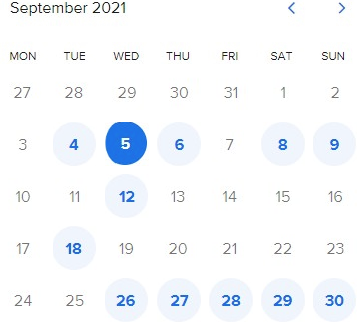 September 2021
MON TUE WED THU FRI SAT SUN
27 28 29 30 31 1 2
3 4 5 6 7 8 9
10 11 12 13 14 15 16
17 18 19 20 21 22 23
24 25 26 27 28 29 30